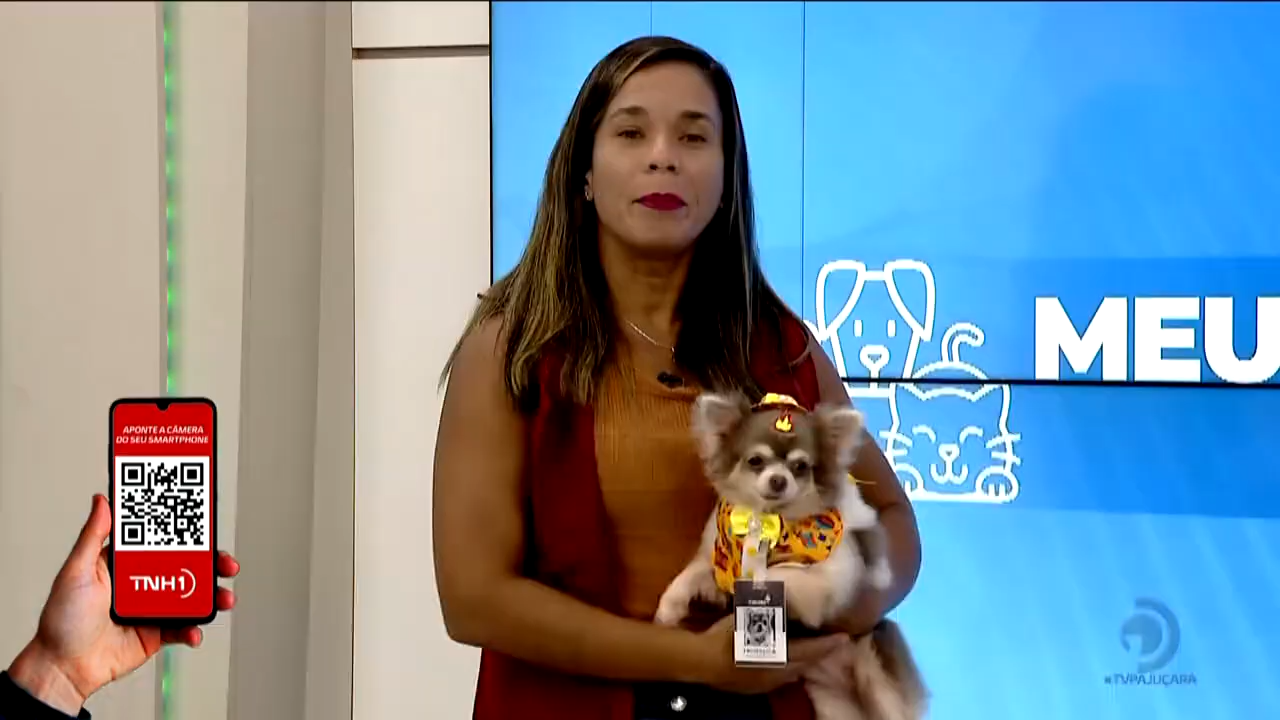 MEU
APONTE A CÂMERA
DO SEU SMARTPHONE
TNH1
#TVPAJUÇARA